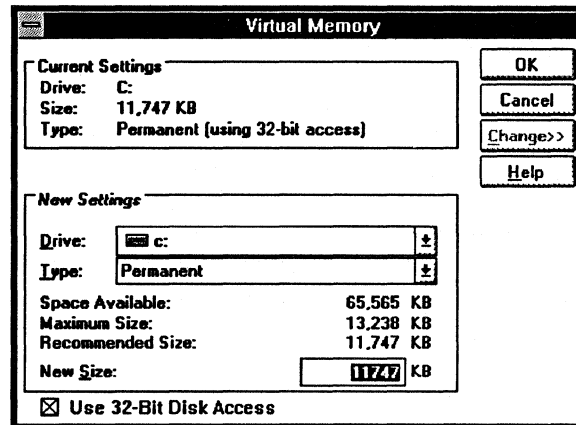 Virtual Memory
Current Settings
Drive: C:
Size: 11,747 KB
Type: Permanent (using 32-bit access)
OK
Cancel
Change>>
Help
New Settings
Drive: c:
Type: Permanent
Space Available: 65,565 KB
Maximum Size: 13,238 KB
Recommended Size: 11,747 KB
New Size: 11747 KB
Use 32-Bit Disk Access